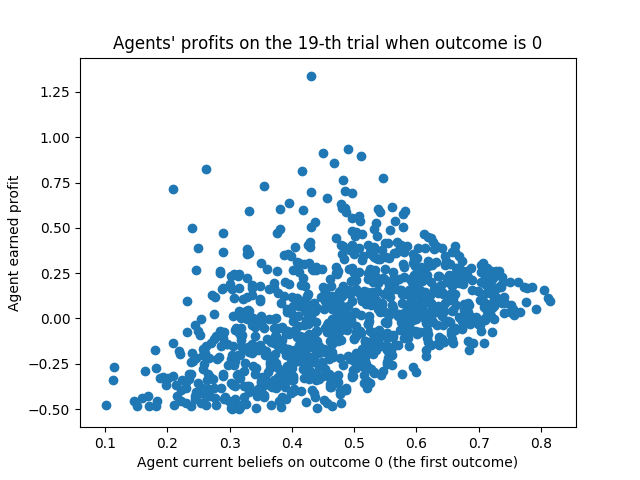 Agents' profits on the 19-th trial when outcome is 0
1.25
1.00
0.75
0.50
0.25
0.00
−0.25
−0.50
Agent earned profit
0.1 0.2 0.3 0.4 0.5 0.6 0.7 0.8
Agent current beliefs on outcome 0 (the first outcome)